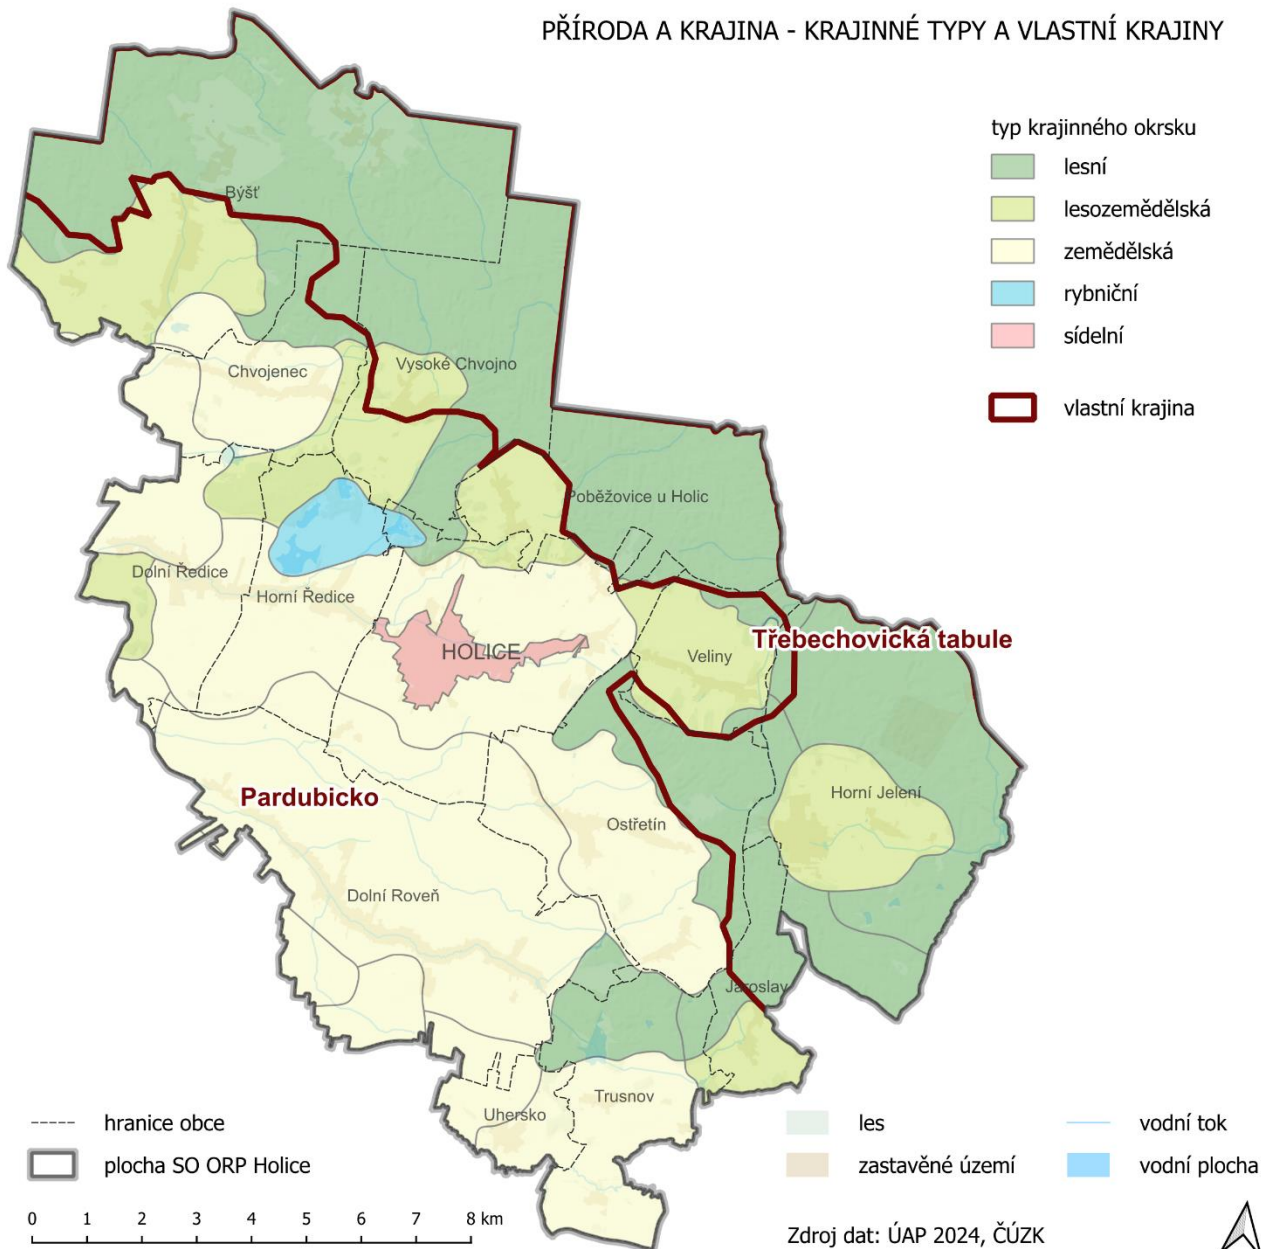 PŘÍRODA A KRAJINA - KRAJINNÉ TYPY A VLASTNÍ KRAJINY
typ krajinného okrsku
lesní
lesozemědělská
zemědělská
rybniční
sídelní
vlastní krajina
Býšť
Chvojenec
Vysoké Chvojno
Poběžovice u Holic
Dolní Ředice
Horní Ředice
HOLICE
Veliny
Třebechovická tabule
Horní Jelení
Pardubicko
Ostřetín
Dolní Roveň
Jaroslav
Trusnov
Uhersko
hranice obce
plocha SO ORP Holice
0 1 2 3 4 5 6 7 8 km
les
zastavěné území
vodní tok
vodní plocha
Zdroj dat: ÚAP 2024, ČÚZK